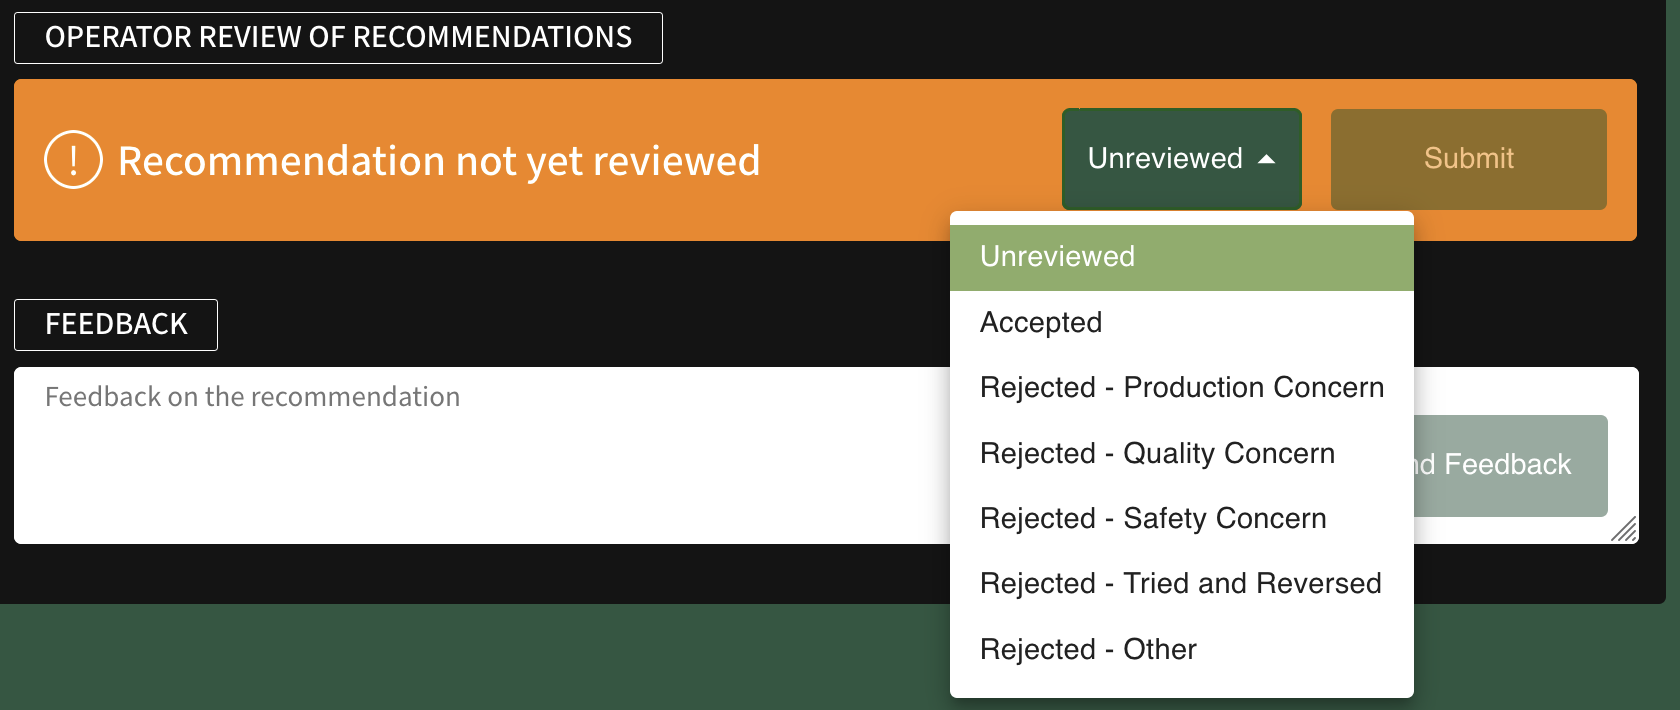 OPERATOR REVIEW OF RECOMMENDATIONS
! Recommendation not yet reviewed
Unreviewed
Submit
Unreviewed
Accepted
Rejected - Production Concern
Rejected - Quality Concern
Rejected - Safety Concern
Rejected - Tried and Reversed
Rejected - Other
FEEDBACK
Feedback on the recommendation
Feedback